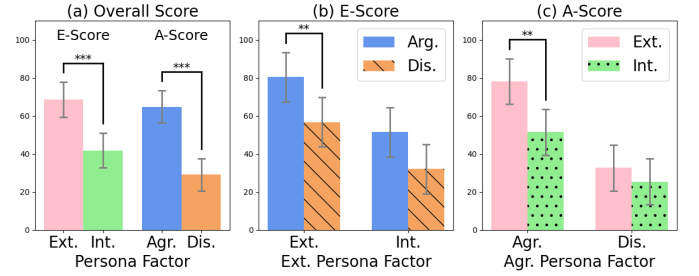 (a) Overall Score
E-Score A-Score
*** ***
100
80
60
40
20
0
Ext. Int. Agr. Dis.
Persona Factor
(b) E-Score
**
Arg.
Dis.
100
80
60
40
20
0
Ext. Int.
Ext. Persona Factor
(c) A-Score
**
Ext.
Int.
100
80
60
40
20
0
Agr. Dis.
Agr. Persona Factor